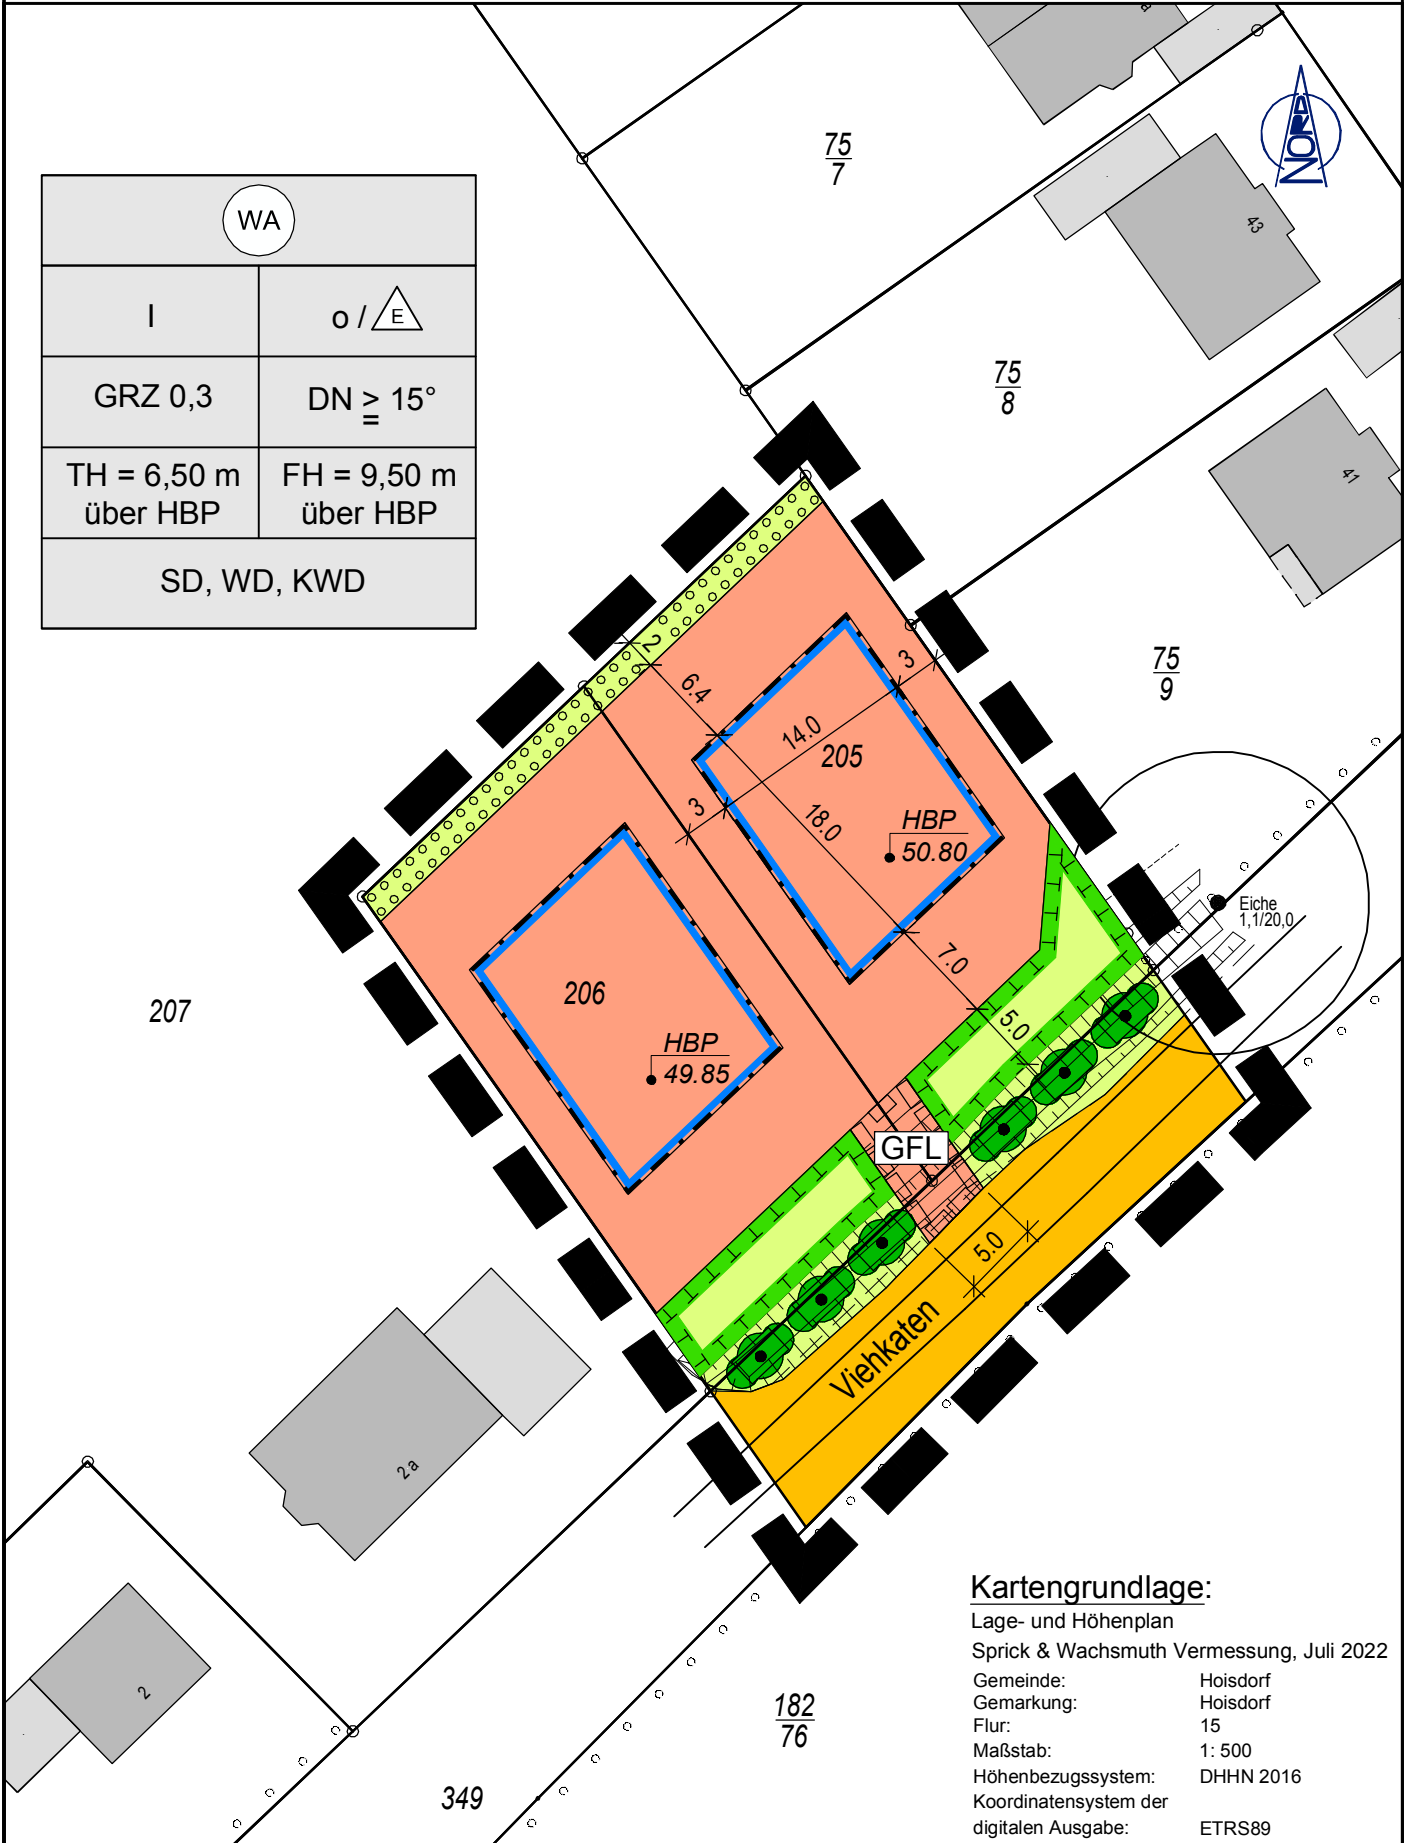 NORD
75
7
43
WA
I
o / E
GRZ 0,3
DN ≧ 15°
TH = 6,50 m
über HBP
FH = 9,50 m
über HBP
SD, WD, KWD
75
8
41
75
9
2
6.4
3
14.0
205
3
18.0
HBP
50.80
Eiche
1,1/20,0
7.0
206
5.0
207
HBP
49.85
GFL
5.0
Viehkaten
2a
2
182
76
349
Kartengrundlage:
Lage- und Höhenplan
Sprick & Wachsmuth Vermessung, Juli 2022
Gemeinde: Hoisdorf
Gemarkung: Hoisdorf
Flur: 15
Maßstab: 1: 500
Höhenbezugssystem: DHHN 2016
Koordinatensystem der
digitalen Ausgabe: ETRS89